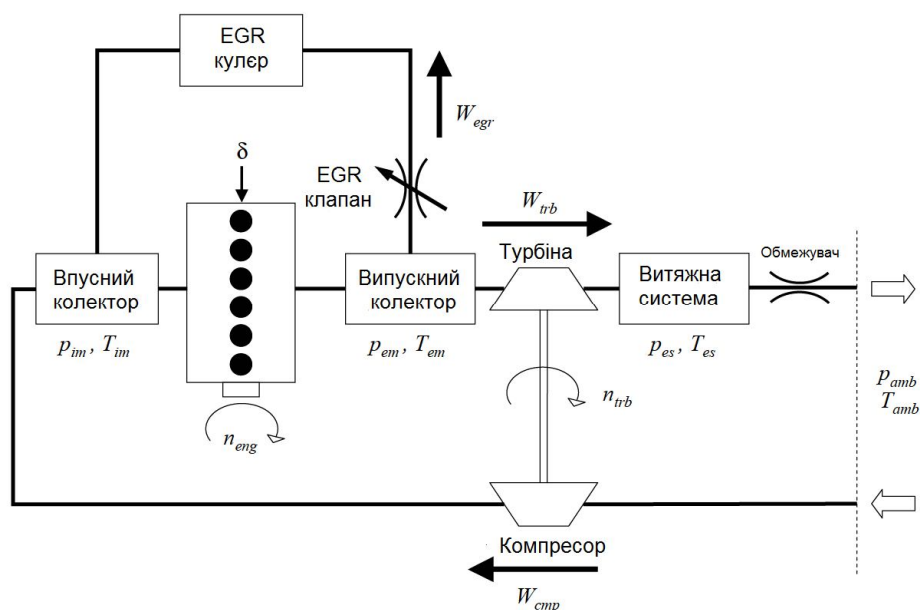 EGR
кулєр
W_egr
δ
EGR
клапан
W_trb
Турбіна
Обмежувач
Впусний
колектор
Випускний
колектор
Витяжна
система
p_im , T_im
p_em , T_em
p_es , T_es
p_amb
T_amb
n_trb
n_eng
Компресор
W_cmp